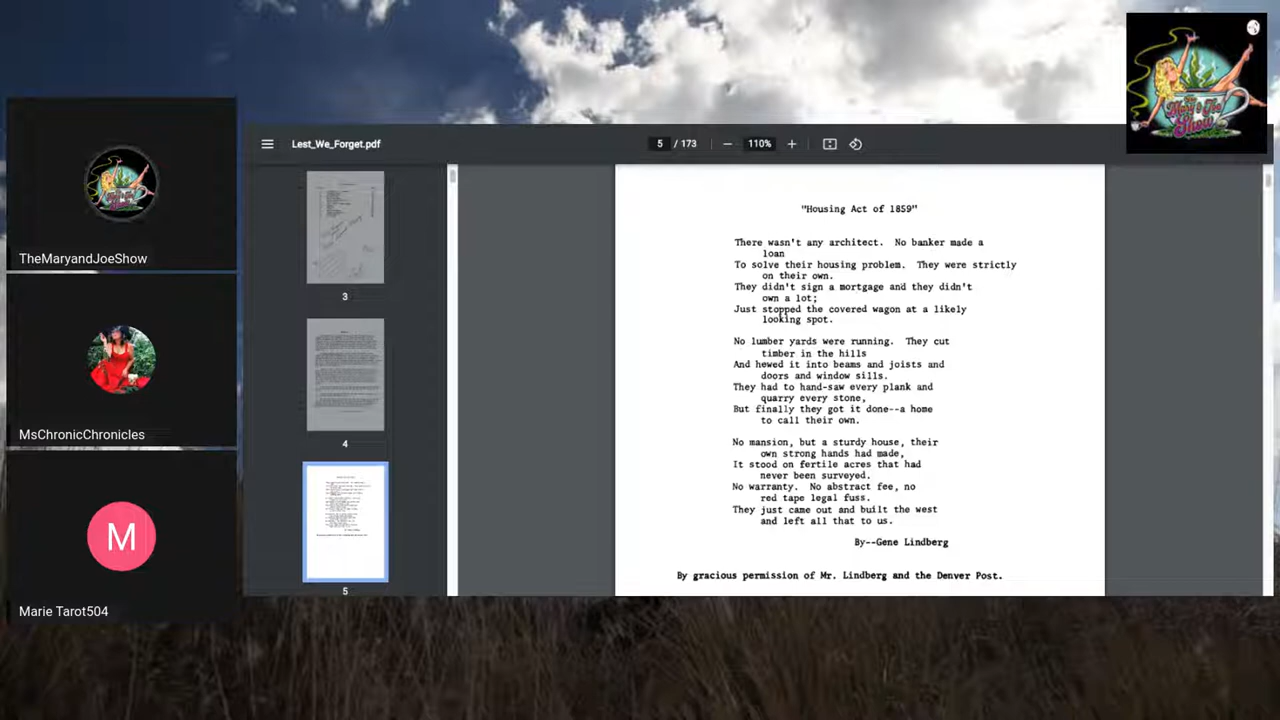 The
Mary & Joe
Show
TheMaryandJoeShow
MsChronicChronicles
M
Marie Tarot504
Lest_We_Forget.pdf
5 / 173
110%
3
4
5
"Housing Act of 1859"
There wasn't any architect. No banker made a
loan
To solve their housing problem. They were strictly
on their own.
They didn't sign a mortgage and they didn't
own a lot;
Just stopped the covered wagon at a likely
looking spot.
No lumber yards were running. They cut
timber in the hills
And hewed it into beams and joists and
doors and window sills.
They had to hand-saw every plank and
quarry every stone,
But finally they got it done--a home
to call their own.
No mansion, but a sturdy house, their
own strong hands had made,
It stood on fertile acres that had
never been surveyed.
No warranty. No abstract fee, no
red tape legal fuss.
They just came out and built the west
and left all that to us.
By--Gene Lindberg
By gracious permission of Mr. Lindberg and the Denver Post.